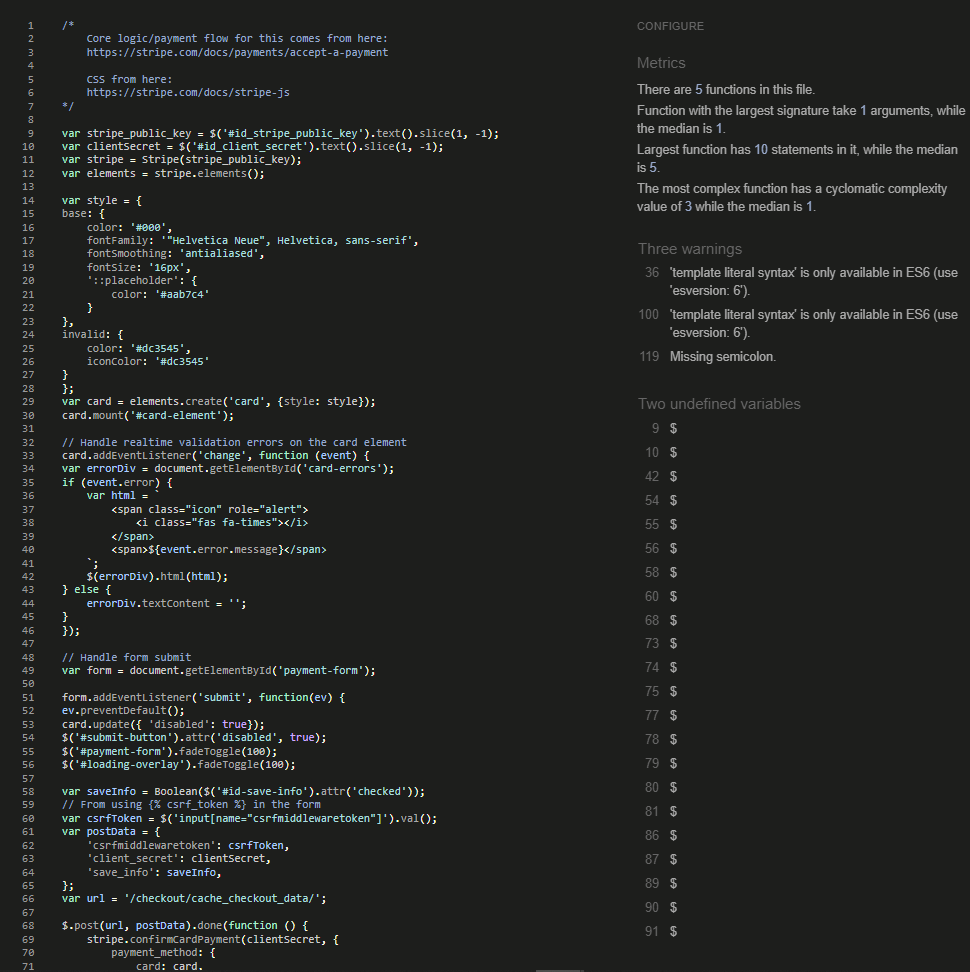 1 /*
2 Core logic/payment flow for this comes from here:
3 https://stripe.com/docs/payments/accept-a-payment
4
5 CSS from here:
6 https://stripe.com/docs/stripe-js
7 */
8
9 var stripe_public_key = $('#id_stripe_public_key').text().slice(1, -1);
10 var clientSecret = $('#id_client_secret').text().slice(1, -1);
11 var stripe = Stripe(stripe_public_key);
12 var elements = stripe.elements();
13
14 var style = {
15 base: {
16 color: '#000',
17 fontFamily: '"Helvetica Neue", Helvetica, sans-serif',
18 fontSmoothing: 'antialiased',
19 fontSize: '16px',
20 '::placeholder': {
21 color: '#aab7c4'
22 }
23 },
24 invalid: {
25 color: '#dc3545',
26 iconColor: '#dc3545'
27 }
28 };
29 var card = elements.create('card', {style: style});
30 card.mount('#card-element');
31
32 // Handle realtime validation errors on the card element
33 card.addEventListener('change', function (event) {
34 var errorDiv = document.getElementById('card-errors');
35 if (event.error) {
36 var html = `
37 <span class="icon" role="alert">
38 <i class="fas fa-times"></i>
39 </span>
40 <span>${event.error.message}</span>
41 `;
42 $(errorDiv).html(html);
43 } else {
44 errorDiv.textContent = '';
45 }
46 });
47
48 // Handle form submit
49 var form = document.getElementById('payment-form');
50
51 form.addEventListener('submit', function(ev) {
52 ev.preventDefault();
53 card.update({ 'disabled': true});
54 $('#submit-button').attr('disabled', true);
55 $('#payment-form').fadeToggle(100);
56 $('#loading-overlay').fadeToggle(100);
57
58 var saveInfo = Boolean($('#id-save-info').attr('checked'));
59 // From using {% csrf_token %} in the form
60 var csrfToken = $('input[name="csrfmiddlewaretoken"]').val();
61 var postData = {
62 'csrfmiddlewaretoken': csrfToken,
63 'client_secret': clientSecret,
64 'save_info': saveInfo,
65 };
66 var url = '/checkout/cache_checkout_data/';
67
68 $.post(url, postData).done(function () {
69 stripe.confirmCardPayment(clientSecret, {
70 payment_method: {
71 card: card,
CONFIGURE
Metrics
There are 5 functions in this file.
Function with the largest signature take 1 arguments, while
the median is 1.
Largest function has 10 statements in it, while the median
is 5.
The most complex function has a cyclomatic complexity
value of 3 while the median is 1.
Three warnings
36 'template literal syntax' is only available in ES6 (use
'esversion: 6').
100 'template literal syntax' is only available in ES6 (use
'esversion: 6').
119 Missing semicolon.
Two undefined variables
9 $
10 $
42 $
54 $
55 $
56 $
58 $
60 $
68 $
73 $
74 $
75 $
77 $
78 $
79 $
80 $
81 $
86 $
87 $
89 $
90 $
91 $